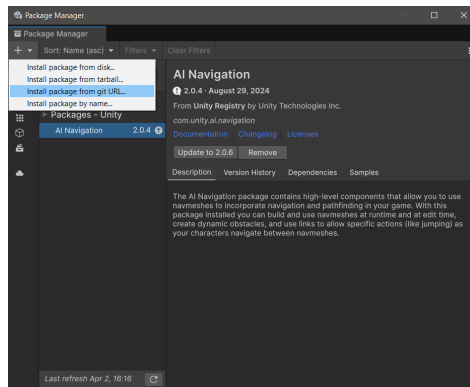 Package Manager
Package Manager
Sort: Name (asc) Filters Clear Filters
Install package from disk...
Install package from tarball...
Install package from git URL...
Install package by name...
Packages - Unity
AI Navigation 2.0.4
AI Navigation
2.0.4 · August 29, 2024
From Unity Registry by Unity Technologies Inc.
com.unity.ai.navigation
Documentation Changelog Licenses
Update to 2.0.6 Remove
Description Version History Dependencies Samples
The AI Navigation package contains high-level components that allow you to use
navmeshes to incorporate navigation and pathfinding in your game. With this
package installed you can build and use navmeshes at runtime and at edit time,
create dynamic obstacles, and use links to allow specific actions (like jumping) as
your characters navigate between navmeshes.
Last refresh Apr 2, 16:16